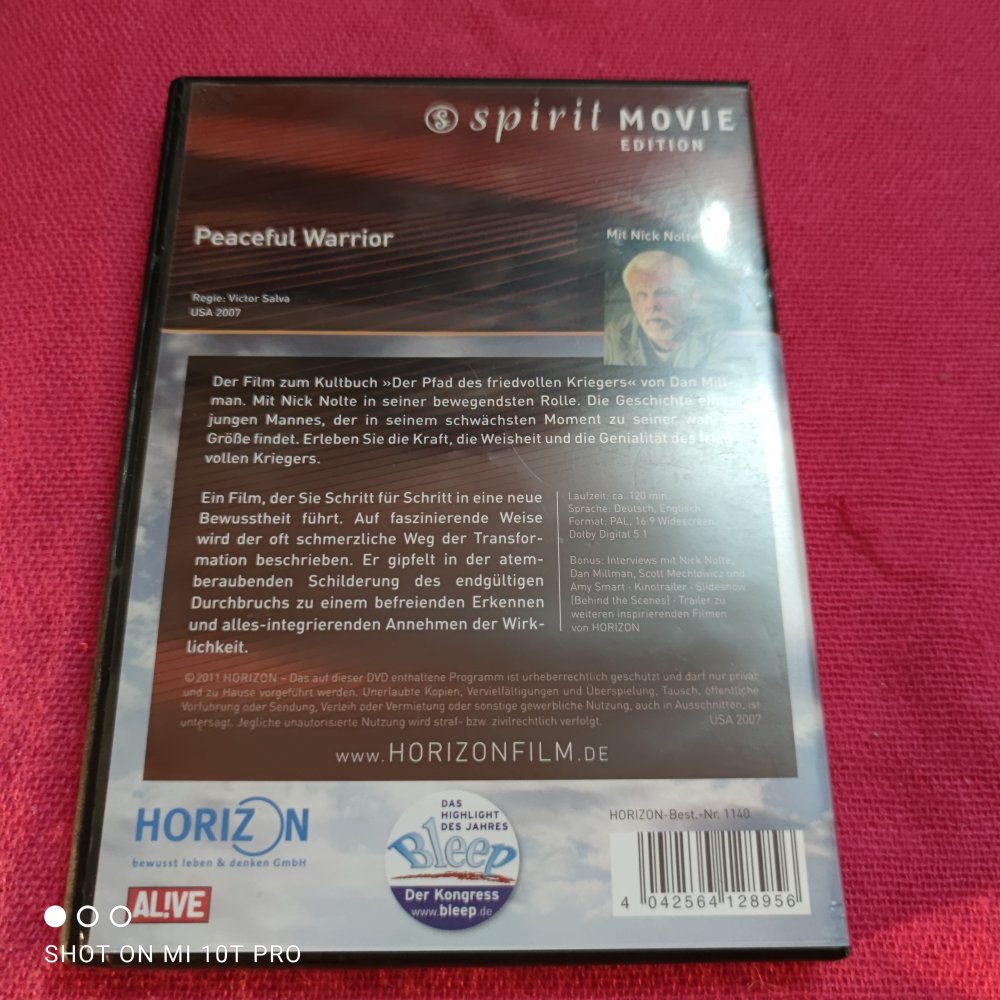 spirit MOVIE
EDITION
Peaceful Warrior
Mit Nick Nolte
Regie: Victor Salva
USA 2007
Der Film zum Kultbuch »Der Pfad des friedvollen Kriegers« von Dan Mill-
man. Mit Nick Nolte in seiner bewegendsten Rolle. Die Geschichte eines
jungen Mannes, der in seinem schwächsten Moment zu seiner wahren
Größe findet. Erleben Sie die Kraft, die Weisheit und die Genialität des fried-
vollen Kriegers.
Ein Film, der Sie Schritt für Schritt in eine neue
Bewusstheit führt. Auf faszinierende Weise
wird der oft schmerzliche Weg der Transfor-
mation beschrieben. Er gipfelt in der atem-
beraubenden Schilderung des endgültigen
Durchbruchs zu einem befreienden Erkennen
und alles-integrierenden Annehmen der Wirk-
lichkeit.
Laufzeit: ca. 120 min.
Sprache: Deutsch, Englisch
Format: PAL, 16:9 Widescreen
Dolby Digital 5.1
Bonus: Interviews mit Nick Nolte,
Dan Millman, Scott Mechlowicz und
Amy Smart · Kinotrailer · Slideshow
(Behind the Scenes) · Trailer zu
weiteren inspirierenden Filmen
von HORIZON
©2011 HORIZON – Das auf dieser DVD enthaltene Programm ist urheberrechtlich geschützt und darf nur privat
und zu Hause vorgeführt werden. Unerlaubte Kopien, Vervielfältigungen und Überspielung, Tausch, öffentliche
Vorführung oder Sendung, Verleih oder Vermietung oder sonstige gewerbliche Nutzung, auch in Ausschnitten, ist
untersagt. Jegliche unautorisierte Nutzung wird straf- bzw. zivilrechtlich verfolgt. USA 2007
www.HORIZONFILM.DE
HORIZON
bewusst leben & denken GmbH
AL!VE
DAS
HIGHLIGHT
DES JAHRES
Bleep
Der Kongress
www.bleep.de
HORIZON-Best.-Nr. 1140
4 042564 128956
SHOT ON MI 10T PRO